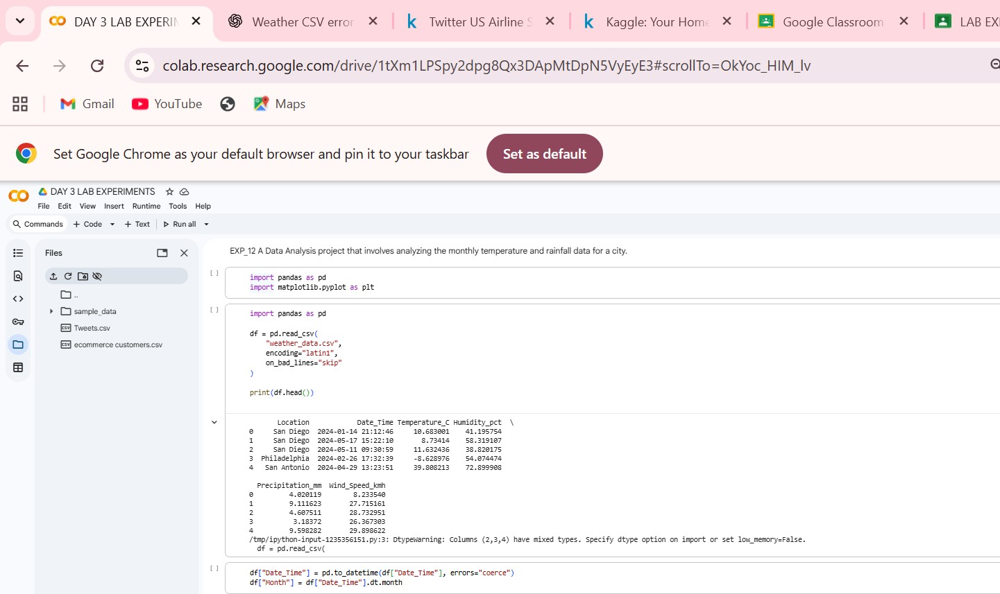 DAY 3 LAB EXPERIM
Weather CSV error
Twitter US Airline S
Kaggle: Your Home
Google Classroom
LAB EX
colab.research.google.com/drive/1tXm1LPSpy2dpg8Qx3DApMtDpN5VyEyE3#scrollTo=OkYoc_HIM_lv
Gmail YouTube Maps
Set Google Chrome as your default browser and pin it to your taskbar Set as default
DAY 3 LAB EXPERIMENTS
File Edit View Insert Runtime Tools Help
Commands + Code + Text Run all
Files
..
sample_data
Tweets.csv
ecommerce customers.csv
EXP_12 A Data Analysis project that involves analyzing the monthly temperature and rainfall data for a city.
[ ] import pandas as pd
import matplotlib.pyplot as plt
[ ] import pandas as pd
df = pd.read_csv(
"weather_data.csv",
encoding="latin1",
on_bad_lines="skip"
)
print(df.head())
Location Date_Time Temperature_C Humidity_pct \
0 San Diego 2024-01-14 21:12:46 10.683001 41.195754
1 San Diego 2024-05-17 15:22:10 8.73414 58.319107
2 San Diego 2024-05-11 09:30:59 11.632436 38.820175
3 Philadelphia 2024-02-26 17:32:39 -8.628976 54.074474
4 San Antonio 2024-04-29 13:23:51 39.808213 72.899908
Precipitation_mm Wind_Speed_kmh
0 4.020119 8.233540
1 9.111623 27.715161
2 4.607511 28.732951
3 3.18372 26.367303
4 9.598282 29.898622
/tmp/ipython-input-1235356151.py:3: DtypeWarning: Columns (2,3,4) have mixed types. Specify dtype option on import or set low_memory=False.
df = pd.read_csv(
[ ] df["Date_Time"] = pd.to_datetime(df["Date_Time"], errors="coerce")
df["Month"] = df["Date_Time"].dt.month